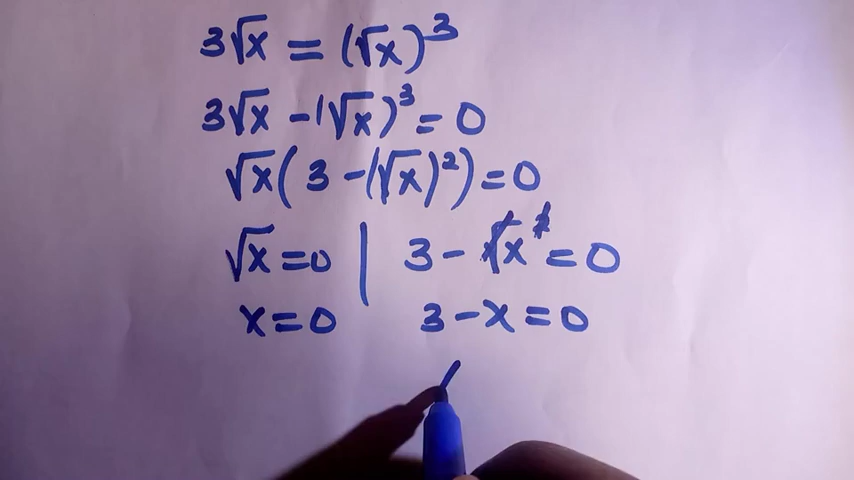 3√x = (√x)³
3√x - (√x)³ = 0
√x(3 - (√x)²) = 0
√x = 0 | 3 - √x² = 0
x = 0 3 - x = 0